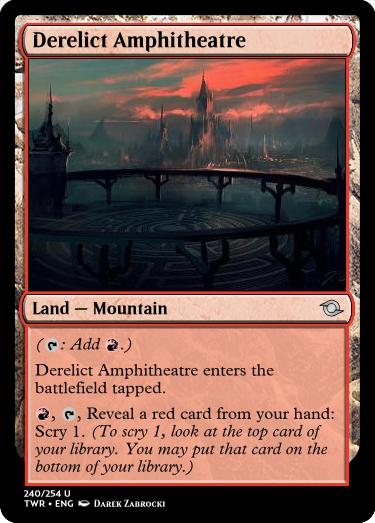 Derelict Amphitheatre
Land — Mountain
( : Add .)
Derelict Amphitheatre enters the
battlefield tapped.
, , Reveal a red card from your hand:
Scry 1. (To scry 1, look at the top card of
your library. You may put that card on the
bottom of your library.)
240/254 U
TWR • ENG Darek Zabrocki